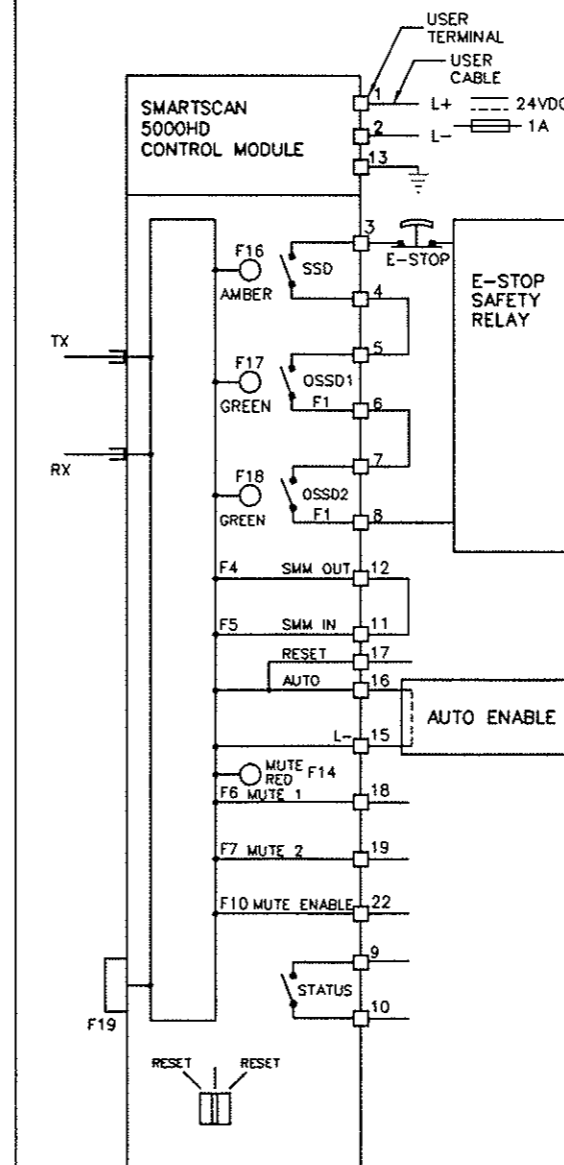 USER
TERMINAL
USER
CABLE
SMARTSCAN
5000HD
CONTROL MODULE
1
L+
24VDC
2
L-
1A
13
3
E-STOP
E-STOP
SAFETY
RELAY
F16
AMBER
SSD
4
TX
5
F17
GREEN
OSSD1
F1
6
RX
7
F18
GREEN
OSSD2
F1
8
F4
SMM OUT
12
F5
SMM IN
11
RESET
17
AUTO
16
AUTO ENABLE
L-
15
MUTE
RED
F14
F6 MUTE 1
18
F7 MUTE 2
19
F10 MUTE ENABLE
22
9
STATUS
10
F19
RESET
RESET